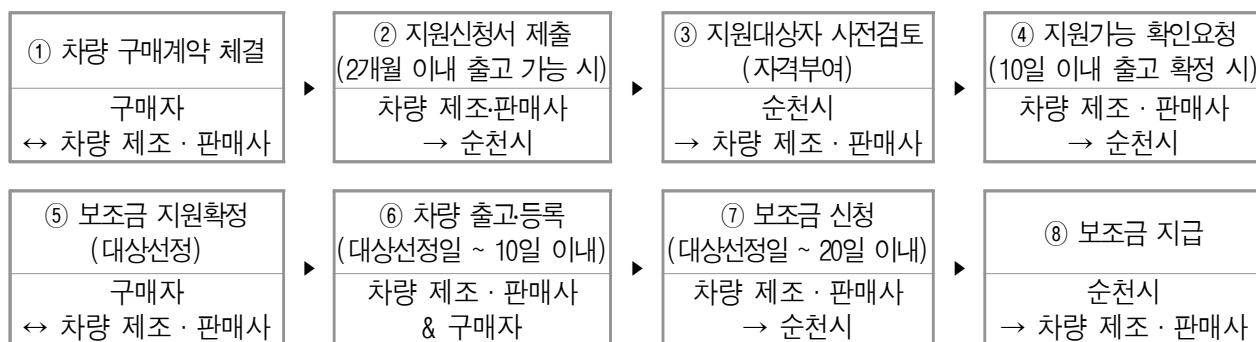 ① 차량 구매계약 체결
구매자
↔ 차량 제조 · 판매사
▶
② 지원신청서 제출
(2개월 이내 출고 가능 시)
차량 제조·판매사
→ 순천시
▶
③ 지원대상자 사전검토
(자격부여)
순천시
→ 차량 제조 · 판매사
▶
④ 지원가능 확인요청
(10일 이내 출고 확정 시)
차량 제조 · 판매사
→ 순천시
⑤ 보조금 지원확정
(대상선정)
구매자
↔ 차량 제조 · 판매사
▶
⑥ 차량 출고·등록
(대상선정일 ~ 10일 이내)
차량 제조 · 판매사
& 구매자
▶
⑦ 보조금 신청
(대상선정일 ~ 20일 이내)
차량 제조 · 판매사
→ 순천시
▶
⑧ 보조금 지급
순천시
→ 차량 제조 · 판매사